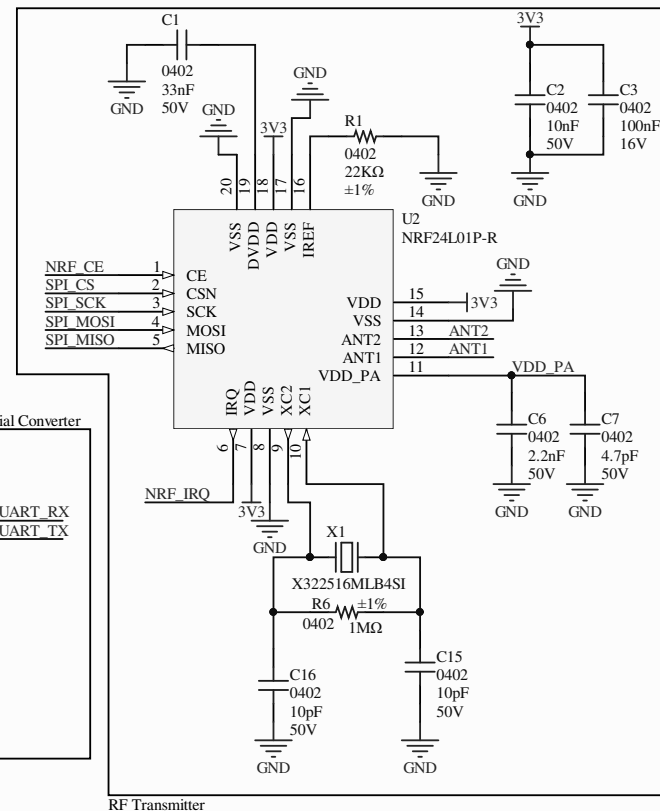 C1
0402
33nF
50V
GND
GND
GND
3V3
R1
0402
22KΩ
±1%
GND
3V3
C2
0402
10nF
50V
C3
0402
100nF
16V
GND
20
19
18
17
16
VSS
DVDD
VDD
VSS
IREF
U2
NRF24L01P-R
NRF_CE
1
CE
SPI_CS
2
CSN
SPI_SCK
3
SCK
SPI_MOSI
4
MOSI
SPI_MISO
5
MISO
GND
VDD
15
3V3
VSS
14
ANT2
13
ANT2
ANT1
12
ANT1
VDD_PA
11
VDD_PA
IRQ
VDD
VSS
XC2
XC1
6
7
8
9
10
NRF_IRQ
3V3
GND
C6
0402
2.2nF
50V
GND
C7
0402
4.7pF
50V
GND
ial Converter
UART_RX
UART_TX
X1
X322516MLB4SI
R6
±1%
0402
1MΩ
C16
0402
10pF
50V
GND
C15
0402
10pF
50V
GND
RF Transmitter